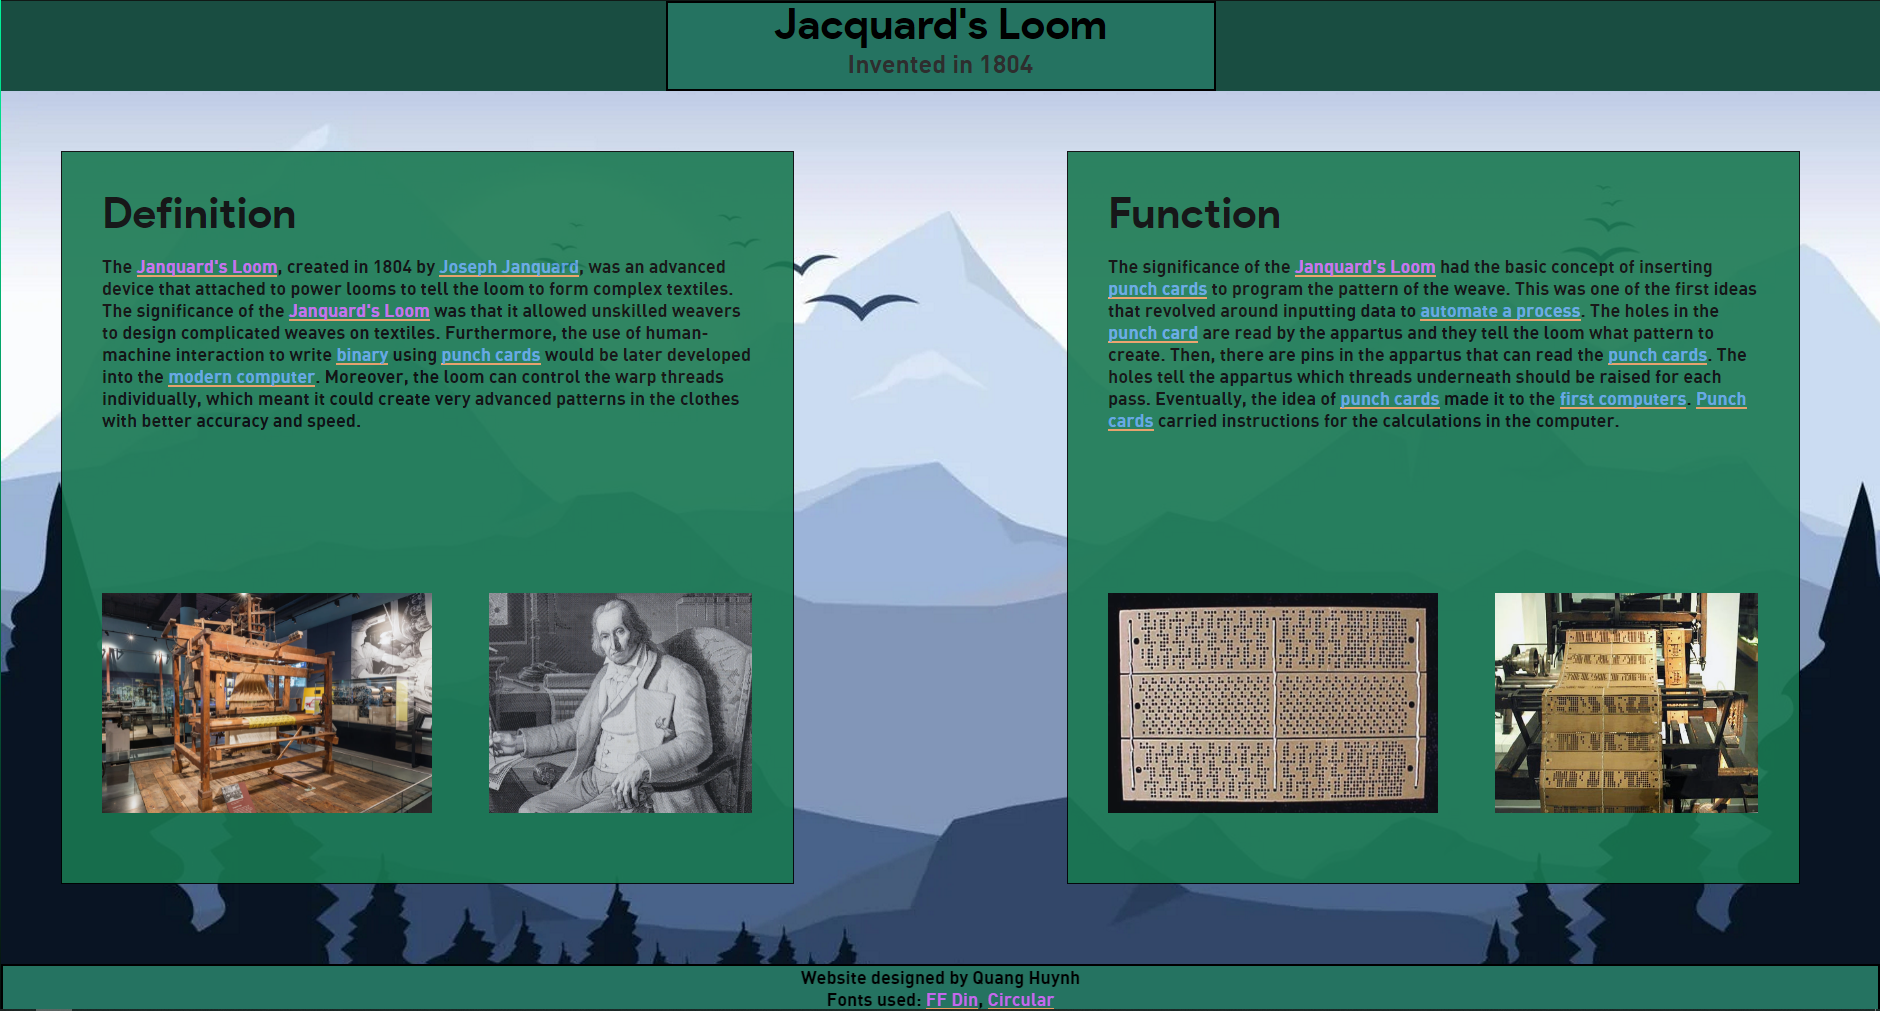 Jacquard's Loom
Invented in 1804
Definition
The Janquard's Loom, created in 1804 by Joseph Janquard, was an advanced
device that attached to power looms to tell the loom to form complex textiles.
The significance of the Janquard's Loom was that it allowed unskilled weavers
to design complicated weaves on textiles. Furthermore, the use of human-
machine interaction to write binary using punch cards would be later developed
into the modern computer. Moreover, the loom can control the warp threads
individually, which meant it could create very advanced patterns in the clothes
with better accuracy and speed.
Function
The significance of the Janquard's Loom had the basic concept of inserting
punch cards to program the pattern of the weave. This was one of the first ideas
that revolved around inputting data to automate a process. The holes in the
punch card are read by the appartus and they tell the loom what pattern to
create. Then, there are pins in the appartus that can read the punch cards. The
holes tell the appartus which threads underneath should be raised for each
pass. Eventually, the idea of punch cards made it to the first computers. Punch
cards carried instructions for the calculations in the computer.
Website designed by Quang Huynh
Fonts used: FF Din, Circular